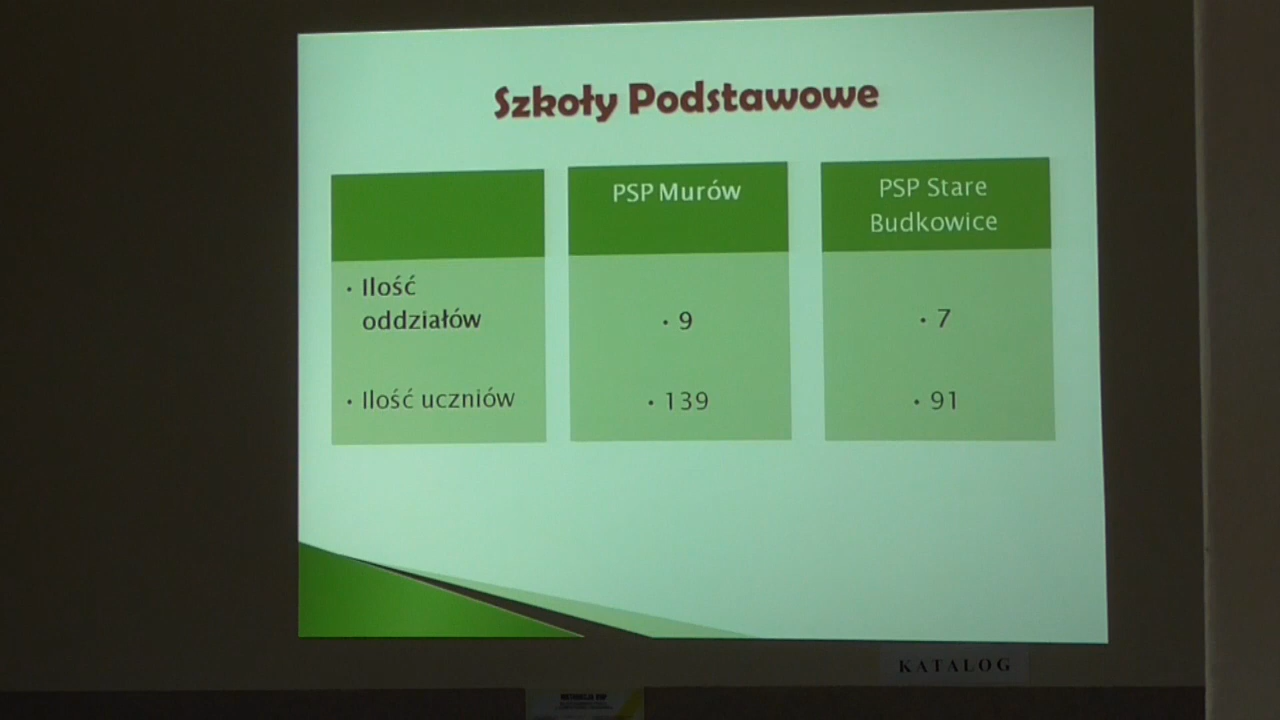 Szkoły Podstawowe
PSP Murów
PSP Stare
Budkowice
• Ilość
oddziałów
• 9
• 7
• Ilość uczniów
• 139
• 91
KATALOG